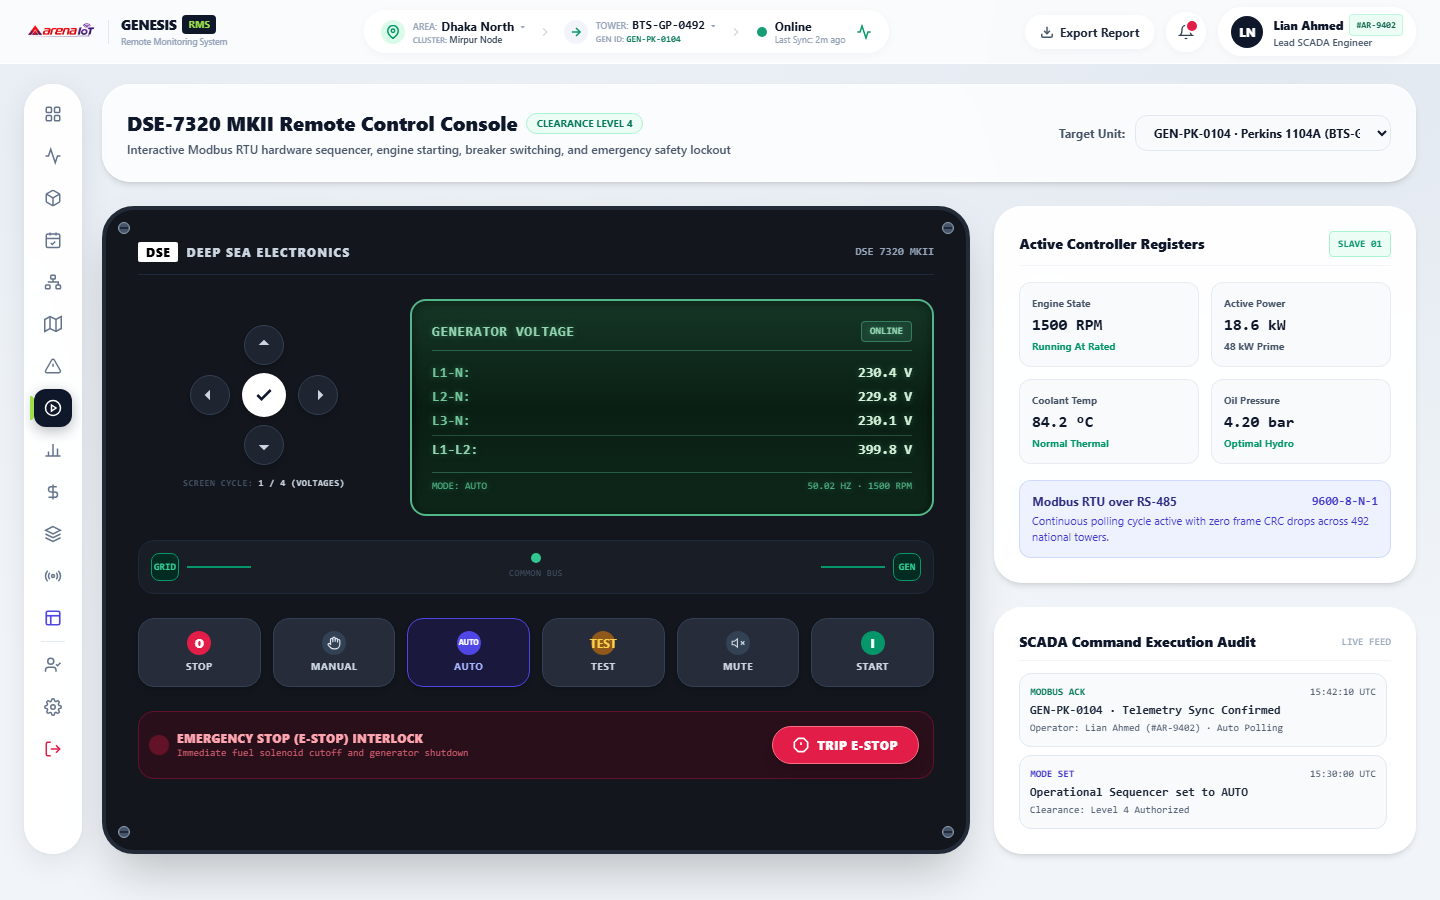 arenaIoT
GENESIS RMS
Remote Monitoring System
AREA: Dhaka North
CLUSTER: Mirpur Node
TOWER: BTS-GP-0492
GEN ID: GEN-PK-0104
Online
Last Sync: 2m ago
Export Report
LN
Lian Ahmed #AR-9402
Lead SCADA Engineer
DSE-7320 MKII Remote Control Console CLEARANCE LEVEL 4
Interactive Modbus RTU hardware sequencer, engine starting, breaker switching, and emergency safety lockout
Target Unit: GEN-PK-0104 · Perkins 1104A (BTS-G
DSE DEEP SEA ELECTRONICS
DSE 7320 MKII
GENERATOR VOLTAGE ONLINE
L1-N: 230.4 V
L2-N: 229.8 V
L3-N: 230.1 V
L1-L2: 399.8 V
MODE: AUTO 50.02 HZ · 1500 RPM
SCREEN CYCLE: 1 / 4 (VOLTAGES)
GRID
COMMON BUS
GEN
0
STOP
MANUAL
AUTO
AUTO
TEST
TEST
MUTE
I
START
EMERGENCY STOP (E-STOP) INTERLOCK
Immediate fuel solenoid cutoff and generator shutdown
TRIP E-STOP
Active Controller Registers SLAVE 01
Engine State
1500 RPM
Running At Rated
Active Power
18.6 kW
48 kW Prime
Coolant Temp
84.2 °C
Normal Thermal
Oil Pressure
4.20 bar
Optimal Hydro
Modbus RTU over RS-485 9600-8-N-1
Continuous polling cycle active with zero frame CRC drops across 492
national towers.
SCADA Command Execution Audit LIVE FEED
MODBUS ACK 15:42:10 UTC
GEN-PK-0104 · Telemetry Sync Confirmed
Operator: Lian Ahmed (#AR-9402) · Auto Polling
MODE SET 15:30:00 UTC
Operational Sequencer set to AUTO
Clearance: Level 4 Authorized